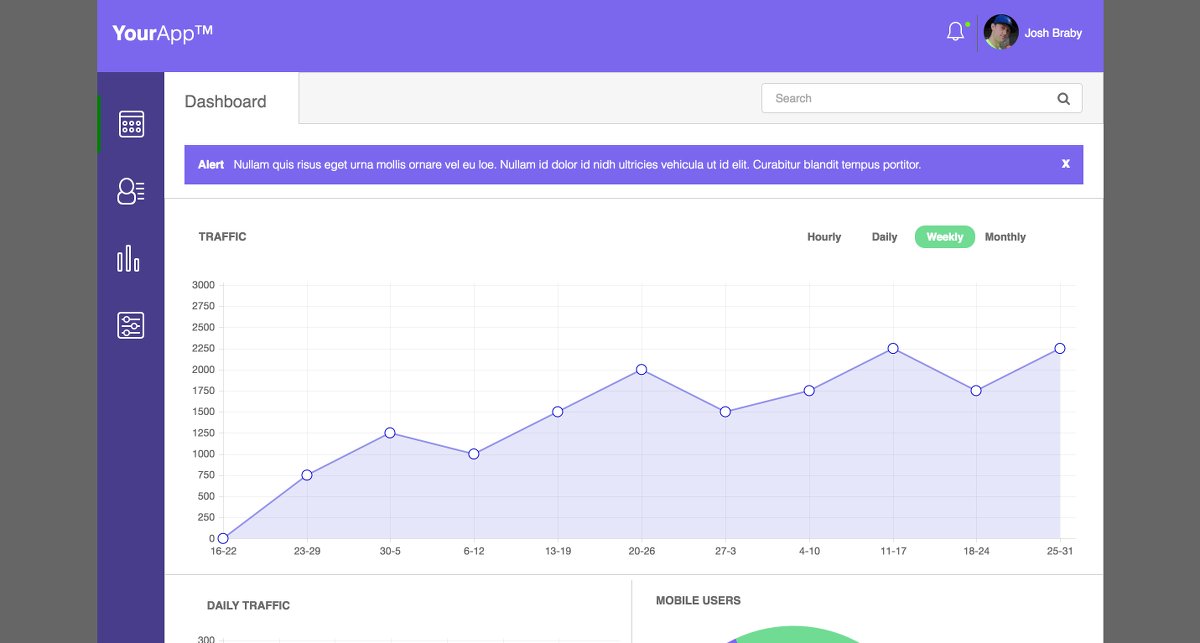 YourApp™
Josh Braby
Dashboard
Search
Alert Nullam quis risus eget urna mollis ornare vel eu loe. Nullam id dolor id nidh ultricies vehicula ut id elit. Curabitur blandit tempus portitor. X
TRAFFIC
Hourly Daily Weekly Monthly
3000
2750
2500
2250
2000
1750
1500
1250
1000
750
500
250
0
16-22 23-29 30-5 6-12 13-19 20-26 27-3 4-10 11-17 18-24 25-31
DAILY TRAFFIC
300
MOBILE USERS